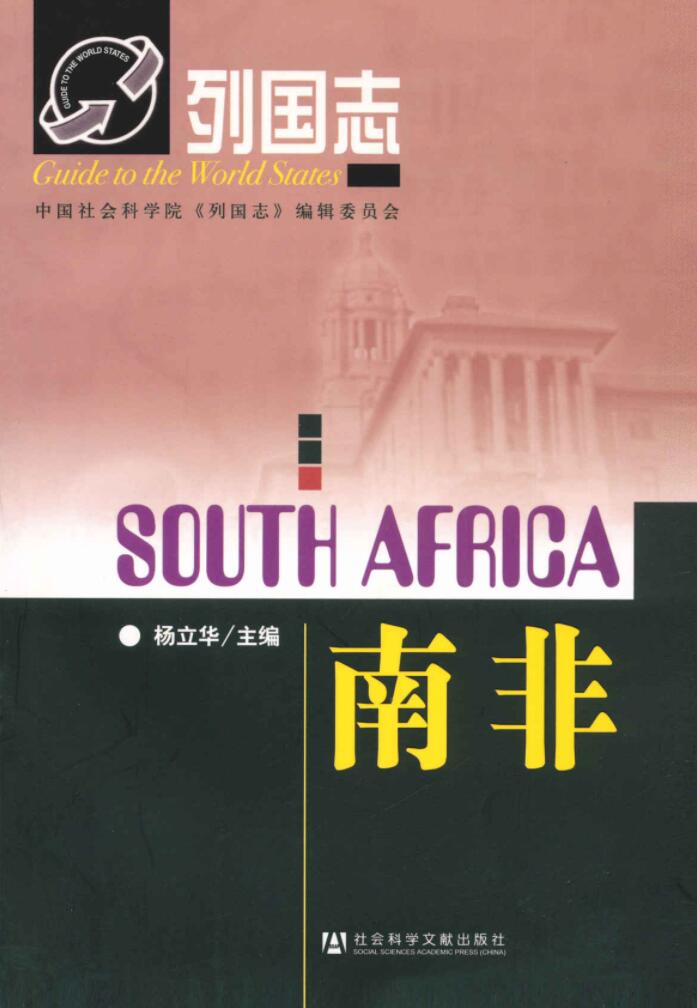 GUIDE TO THE WORLD STATES
列国志
Guide to the World States
中国社会科学院《列国志》编辑委员会
SOUTH AFRICA
● 杨立华/主编
南非
社会科学文献出版社
SOCIAL SCIENCES ACADEMIC PRESS (CHINA)